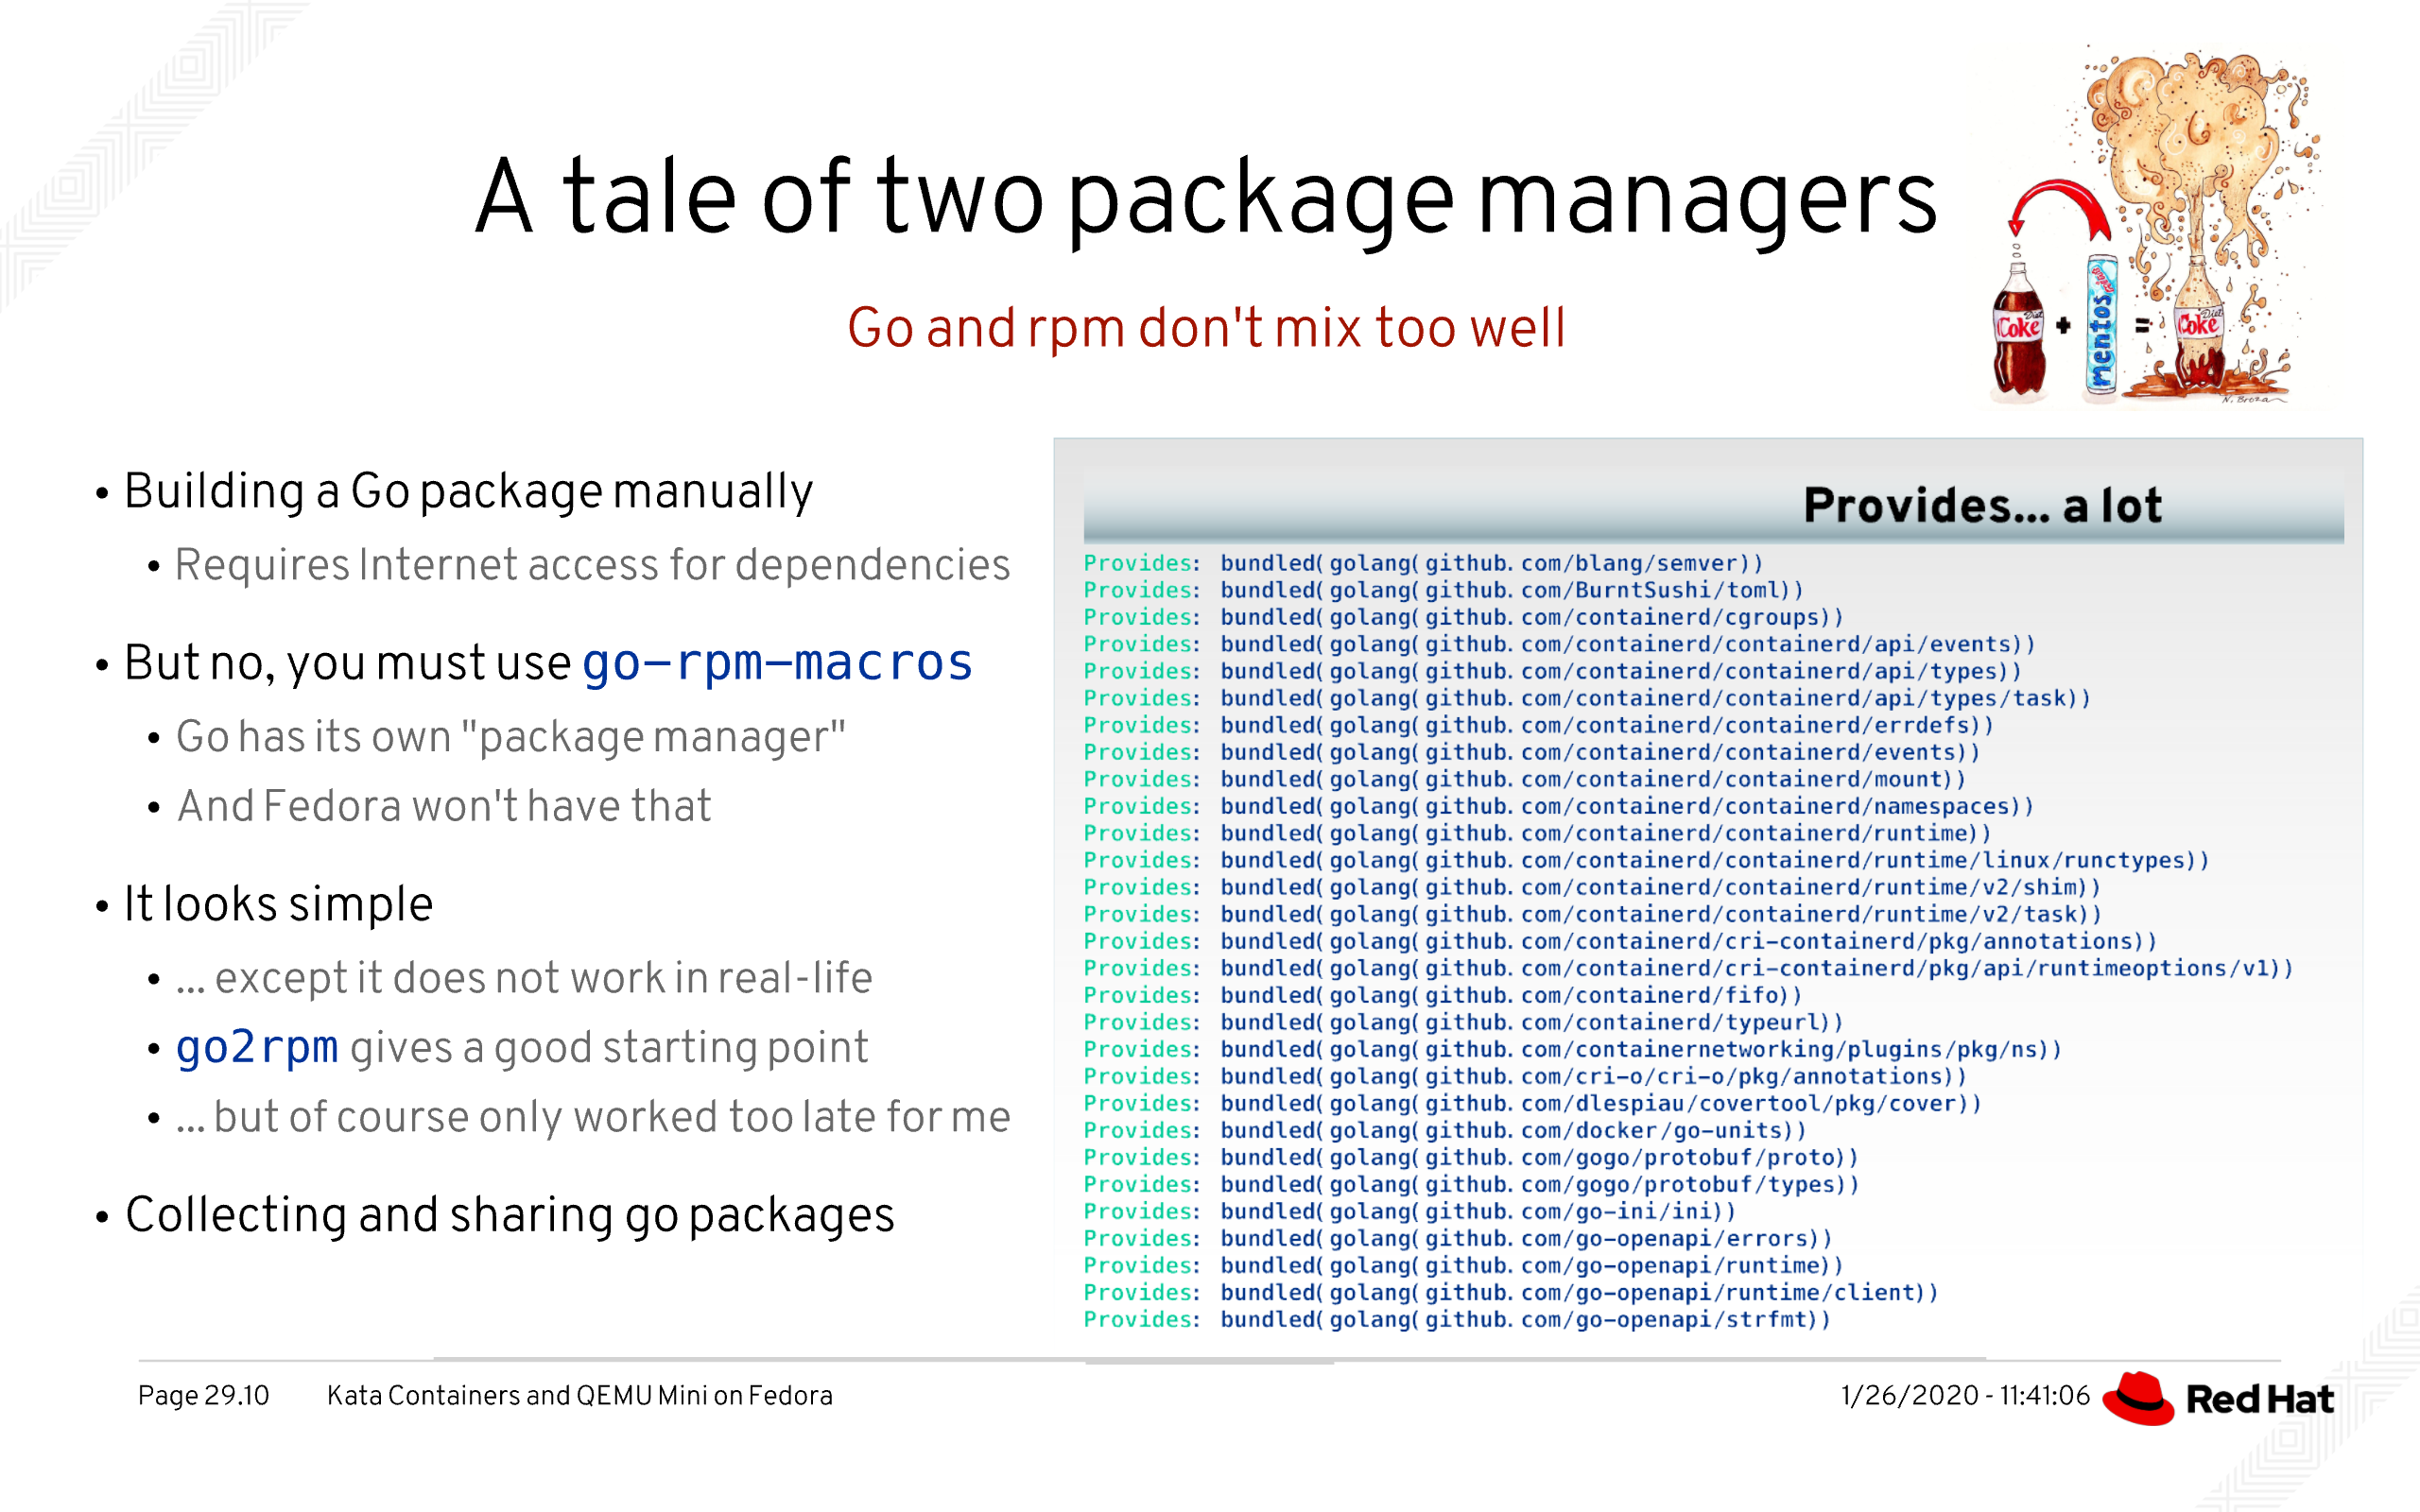 A tale of two package managers
Go and rpm don't mix too well
Diet
Coke
+
mentos
=
Diet
Coke
N. Broza
• Building a Go package manually
• Requires Internet access for dependencies
• But no, you must use go-rpm-macros
• Go has its own "package manager"
• And Fedora won't have that
• It looks simple
• ... except it does not work in real-life
• go2rpm gives a good starting point
• ... but of course only worked too late for me
• Collecting and sharing go packages
Provides... a lot
Provides: bundled(golang(github.com/blang/semver))
Provides: bundled(golang(github.com/BurntSushi/toml))
Provides: bundled(golang(github.com/containerd/cgroups))
Provides: bundled(golang(github.com/containerd/containerd/api/events))
Provides: bundled(golang(github.com/containerd/containerd/api/types))
Provides: bundled(golang(github.com/containerd/containerd/api/types/task))
Provides: bundled(golang(github.com/containerd/containerd/errdefs))
Provides: bundled(golang(github.com/containerd/containerd/events))
Provides: bundled(golang(github.com/containerd/containerd/mount))
Provides: bundled(golang(github.com/containerd/containerd/namespaces))
Provides: bundled(golang(github.com/containerd/containerd/runtime))
Provides: bundled(golang(github.com/containerd/containerd/runtime/linux/runctypes))
Provides: bundled(golang(github.com/containerd/containerd/runtime/v2/shim))
Provides: bundled(golang(github.com/containerd/containerd/runtime/v2/task))
Provides: bundled(golang(github.com/containerd/cri-containerd/pkg/annotations))
Provides: bundled(golang(github.com/containerd/cri-containerd/pkg/api/runtimeoptions/v1))
Provides: bundled(golang(github.com/containerd/fifo))
Provides: bundled(golang(github.com/containerd/typeurl))
Provides: bundled(golang(github.com/containernetworking/plugins/pkg/ns))
Provides: bundled(golang(github.com/cri-o/cri-o/pkg/annotations))
Provides: bundled(golang(github.com/dlespiau/covertool/pkg/cover))
Provides: bundled(golang(github.com/docker/go-units))
Provides: bundled(golang(github.com/gogo/protobuf/proto))
Provides: bundled(golang(github.com/gogo/protobuf/types))
Provides: bundled(golang(github.com/go-ini/ini))
Provides: bundled(golang(github.com/go-openapi/errors))
Provides: bundled(golang(github.com/go-openapi/runtime))
Provides: bundled(golang(github.com/go-openapi/runtime/client))
Provides: bundled(golang(github.com/go-openapi/strfmt))
Page 29.10 Kata Containers and QEMU Mini on Fedora
1/26/2020 - 11:41:06
Red Hat